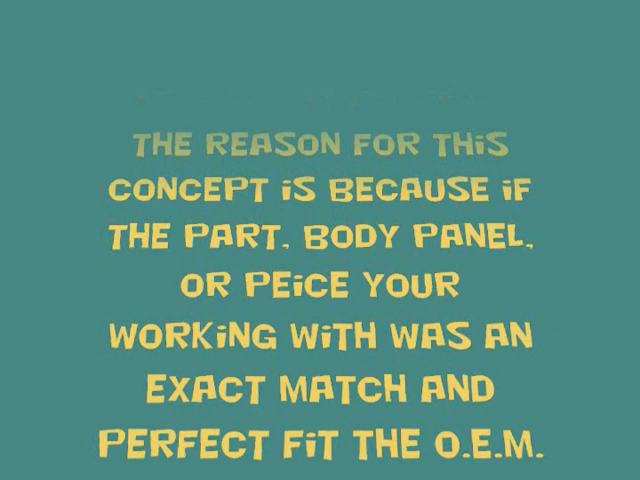 THE REASON FOR THiS
CONCEPT iS BECAUSE iF
THE PART, BODY PANEL,
OR PEiCE YOUR
WORKiNG WiTH WAS AN
EXACT MATCH AND
PERFECT FiT THE O.E.M.